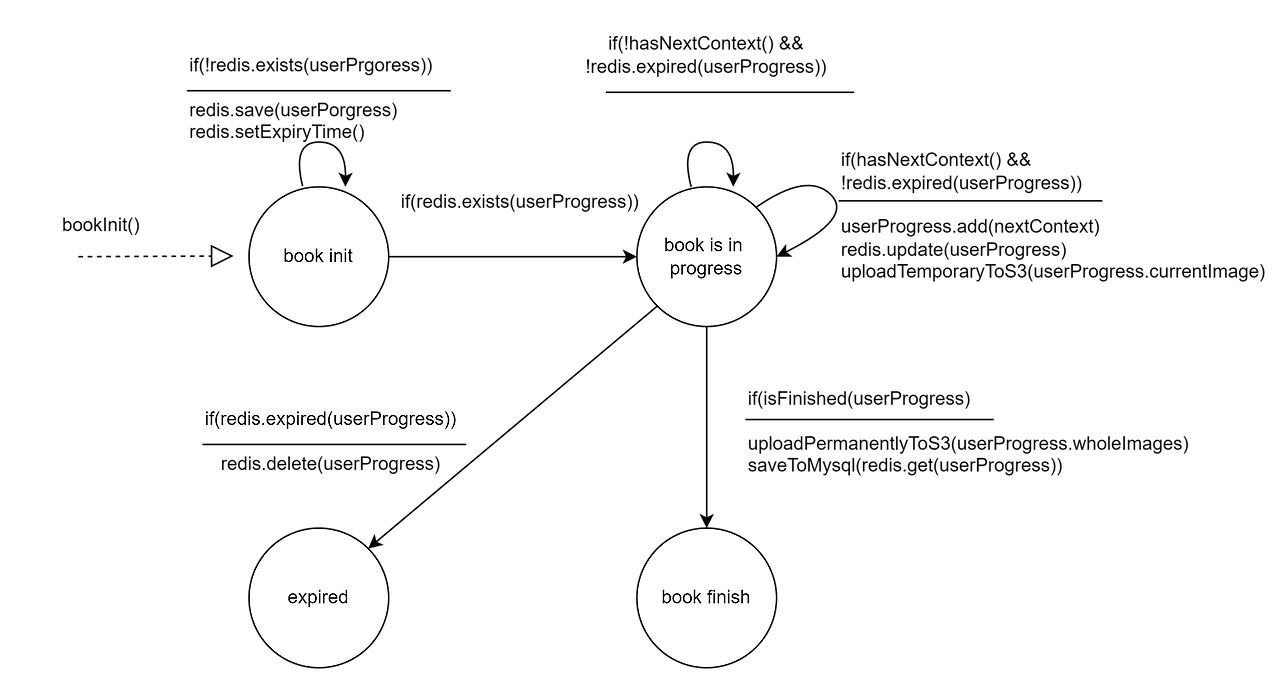 if(!hasNextContext() &&
!redis.expired(userProgress))
if(!redis.exists(userPrgoress))
redis.save(userPorgress)
redis.setExpiryTime()
if(hasNextContext() &&
!redis.expired(userProgress))
userProgress.add(nextContext)
redis.update(userProgress)
uploadTemporaryToS3(userProgress.currentImage)
bookInit()
if(redis.exists(userProgress))
book init
book is in
progress
if(redis.expired(userProgress))
redis.delete(userProgress)
if(isFinished(userProgress)
uploadPermanentlyToS3(userProgress.wholeImages)
saveToMysql(redis.get(userProgress))
expired
book finish